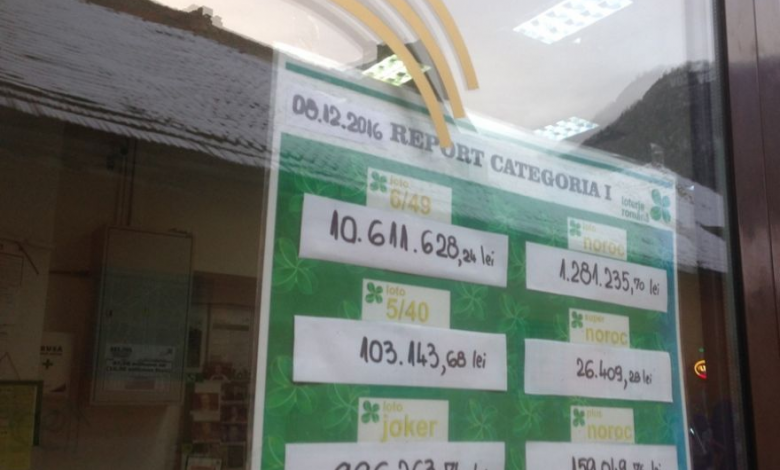 08.12.2016 REPORT CATEGORIA I
loteria
română
loto
6/49
10.611.628,24 lei
noroc
1.281.235,70 lei
loto
5/40
103.143,68 lei
super
noroc
26.409,28 lei
loto
joker
noroc